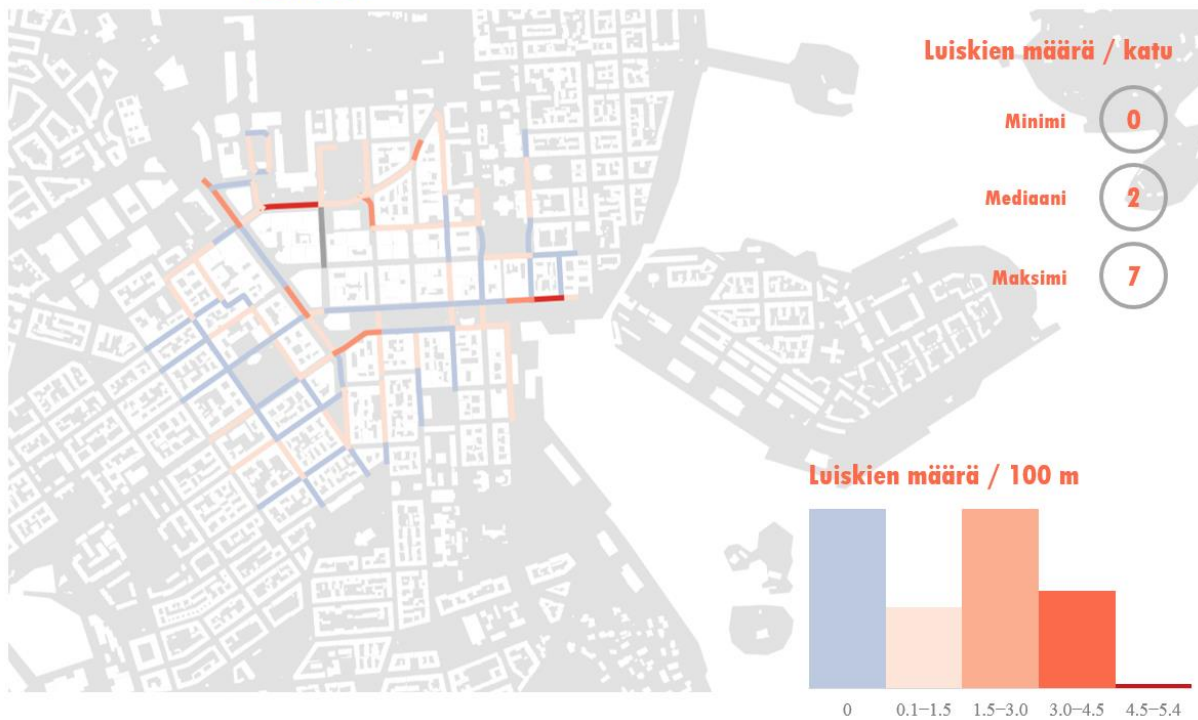 Luiskien määrä / katu
Minimi 0
Mediaani 2
Maksimi 7
Luiskien määrä / 100 m
0 0.1–1.5 1.5–3.0 3.0–4.5 4.5–5.4